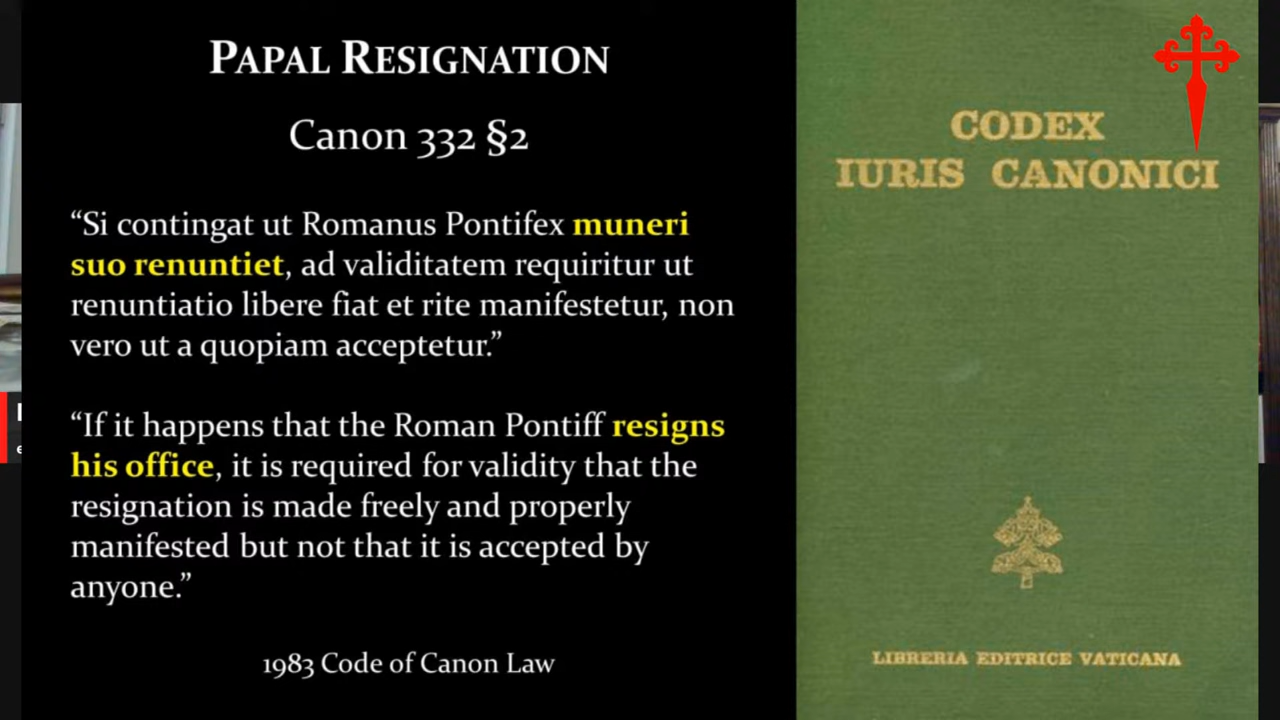 PAPAL RESIGNATION
Canon 332 §2
“Si contingat ut Romanus Pontifex muneri
suo renuntiet, ad validitatem requiritur ut
renuntiatio libere fiat et rite manifestetur, non
vero ut a quopiam acceptetur.”
“If it happens that the Roman Pontiff resigns
his office, it is required for validity that the
resignation is made freely and properly
manifested but not that it is accepted by
anyone.”
1983 Code of Canon Law
CODEX
IURIS CANONICI
LIBRERIA EDITRICE VATICANA